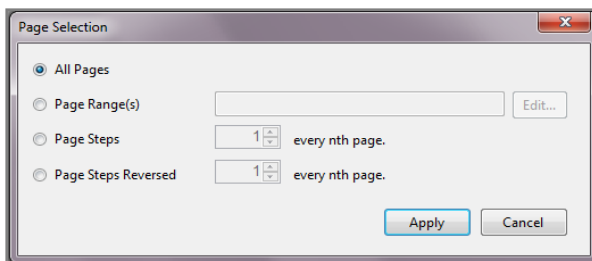 Page Selection
All Pages
Page Range(s) Edit...
Page Steps 1 every nth page.
Page Steps Reversed 1 every nth page.
Apply Cancel